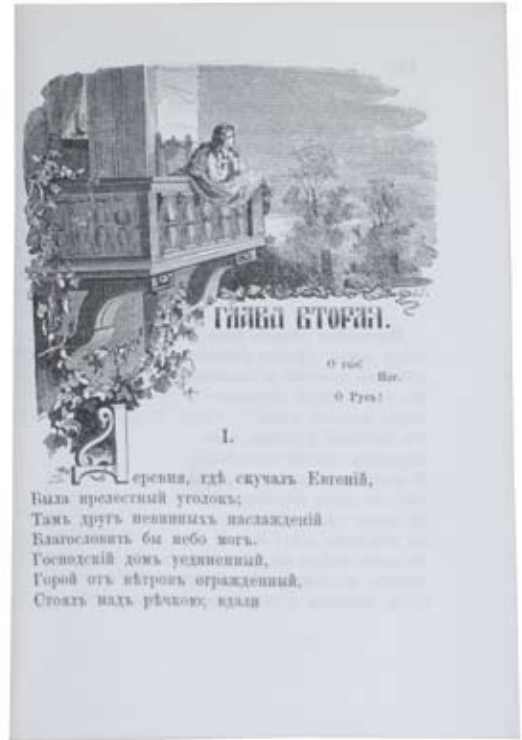 ГЛАВА ВТОРАЯ.
O rus!
Hor.
О Русь!
I.
Деревня, гдѣ скучалъ Евгеній,
Была прелестный уголокъ;
Тамъ другъ невинныхъ наслажденій
Благословить бы небо могъ.
Господскій домъ уединенный,
Горой отъ вѣтровъ огражденный,
Стоялъ надъ рѣчкою; вдали